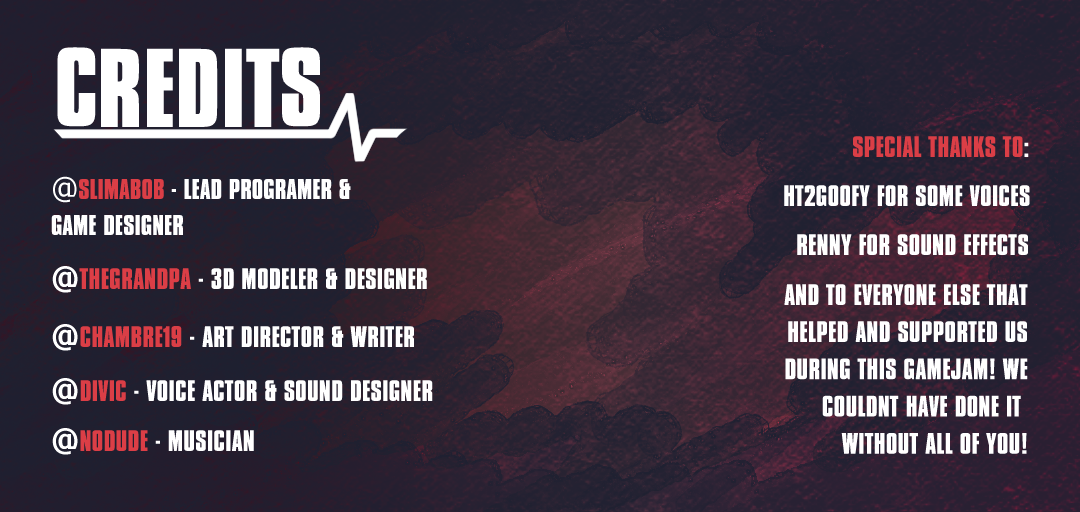 CREDITS
@SLIMABOB - LEAD PROGRAMER &
GAME DESIGNER
@THEGRANDPA - 3D MODELER & DESIGNER
@CHAMBRE19 - ART DIRECTOR & WRITER
@DIVIC - VOICE ACTOR & SOUND DESIGNER
@NODUDE - MUSICIAN
SPECIAL THANKS TO:
HT2GOOFY FOR SOME VOICES
RENNY FOR SOUND EFFECTS
AND TO EVERYONE ELSE THAT
HELPED AND SUPPORTED US
DURING THIS GAMEJAM! WE
COULDNT HAVE DONE IT
WITHOUT ALL OF YOU!